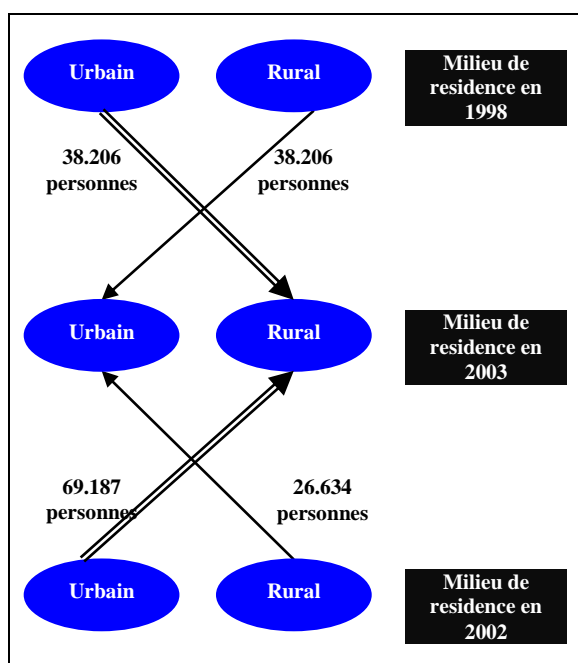 Urbain
Rural
Milieu de
residence en
1998
38.206
personnes
38.206
personnes
Urbain
Rural
Milieu de
residence en
2003
69.187
personnes
26.634
personnes
Urbain
Rural
Milieu de
residence en
2002